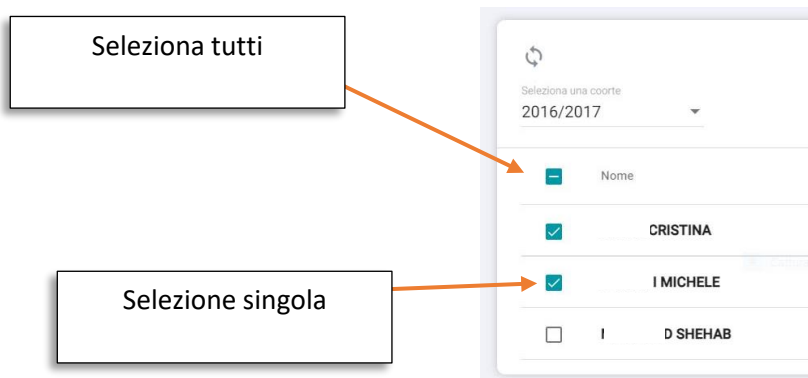 Seleziona tutti
Seleziona una coorte
2016/2017
Nome
CRISTINA
I MICHELE
Selezione singola
I D SHEHAB